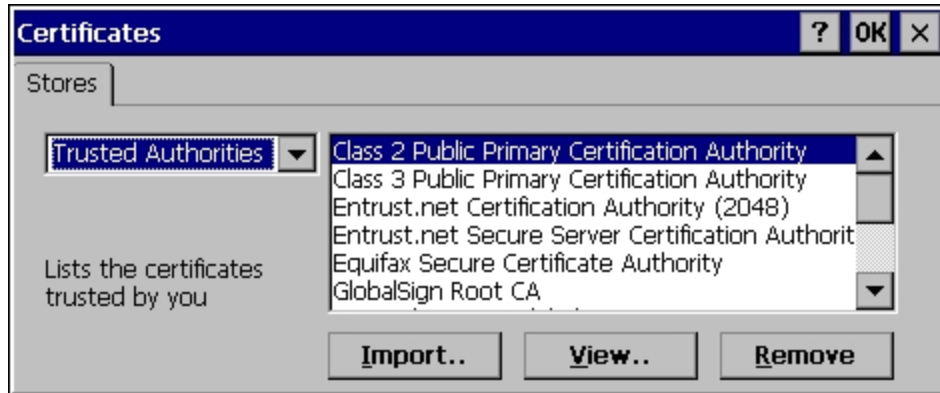 Certificates ? OK ×
Stores
Trusted Authorities
Class 2 Public Primary Certification Authority
Class 3 Public Primary Certification Authority
Entrust.net Certification Authority (2048)
Entrust.net Secure Server Certification Authorit
Equifax Secure Certificate Authority
GlobalSign Root CA
Lists the certificates
trusted by you
Import..
View..
Remove